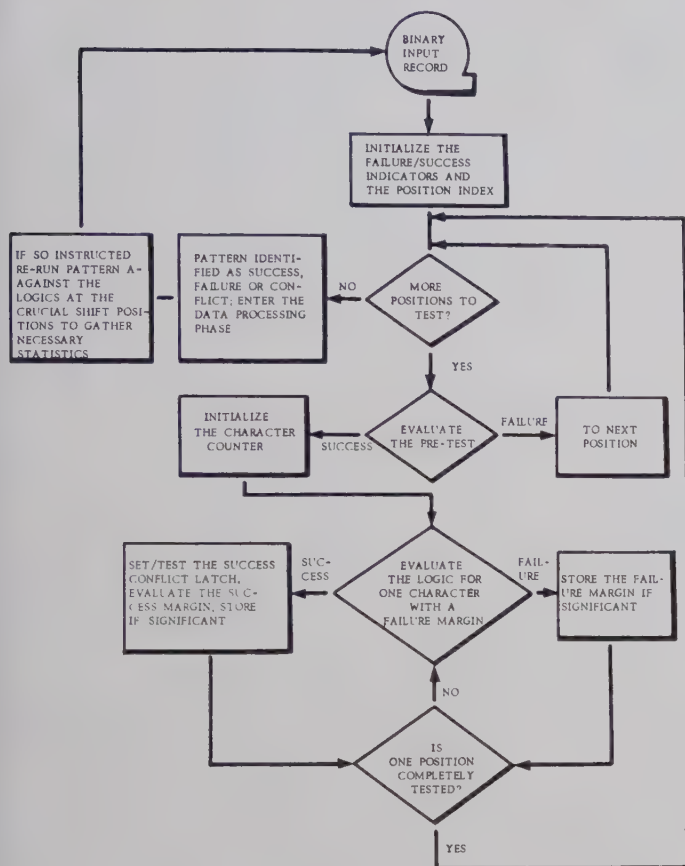 BINARY
INPUT
RECORD
INITIALIZE THE
FAILURE/SUCCESS
INDICATORS AND
THE POSITION INDEX
IF SO INSTRUCTED
RE-RUN PATTERN A-
AGAINST THE
LOGICS AT THE
CRUCIAL SHIFT POSI-
TIONS TO GATHER
NECESSARY
STATISTICS
PATTERN IDENTI-
FIED AS SUCCESS,
FAILURE OR CON-
FLICT; ENTER THE
DATA PROCESSING
PHASE
NO
MORE
POSITIONS TO
TEST?
YES
INITIALIZE
THE CHARACTER
COUNTER
SUCCESS
EVALUATE
THE PRE-TEST
FAILURE
TO NEXT
POSITION
SET/TEST THE SUCCESS
CONFLICT LATCH,
EVALUATE THE SUC-
CESS MARGIN, STORE
IF SIGNIFICANT
SUC-
CESS
EVALUATE
THE LOGIC FOR
ONE CHARACTER
WITH A
FAILURE MARGIN
FAIL-
URE
STORE THE FAIL-
URE MARGIN IF
SIGNIFICANT
NO
IS
ONE POSITION
COMPLETELY
TESTED?
YES